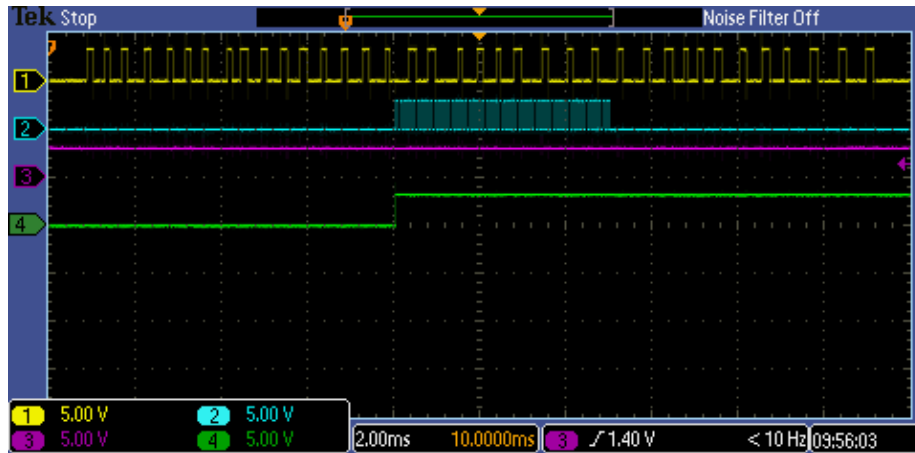 Tek Stop Noise Filter Off
1
2
3
4
1 5.00 V 2 5.00 V
3 5.00 V 4 5.00 V
2.00ms 10.0000ms 3 1.40 V < 10 Hz 09:56:03